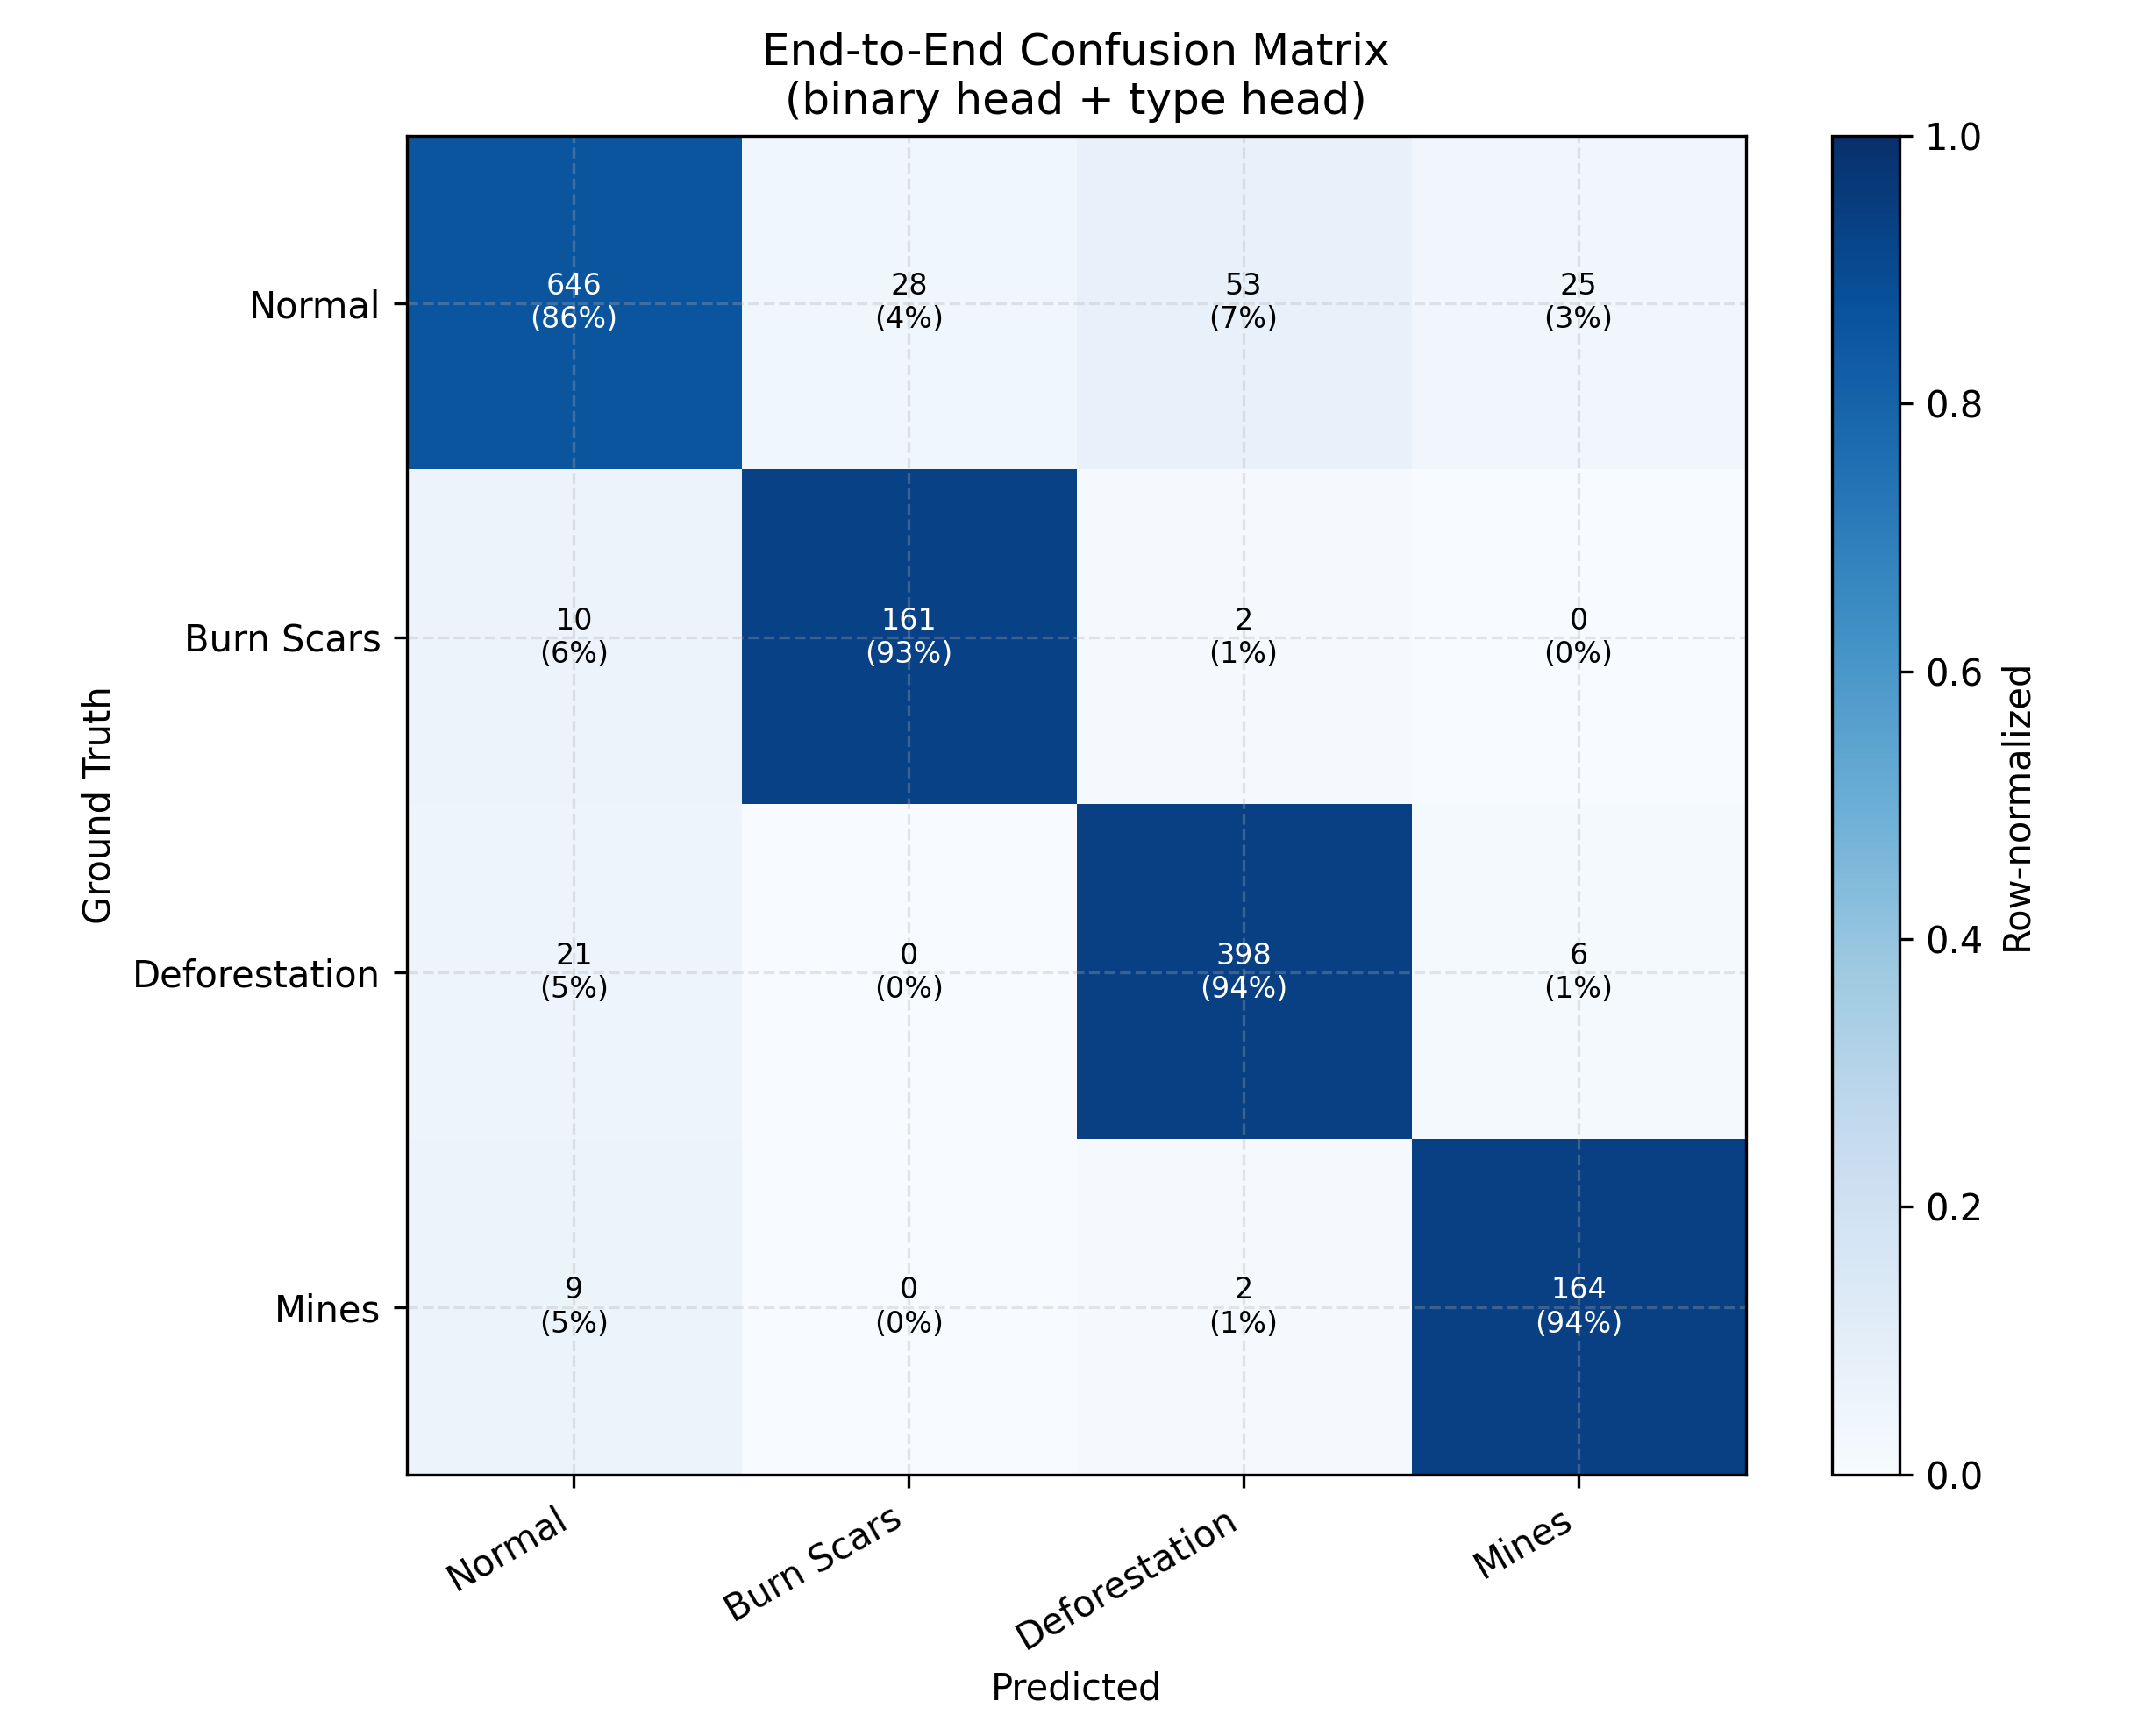 End-to-End Confusion Matrix
(binary head + type head)
1.0
0.8
0.6
0.4
0.2
0.0
Row-normalized
Ground Truth
Normal
646
(86%)
28
(4%)
53
(7%)
25
(3%)
Burn Scars
10
(6%)
161
(93%)
2
(1%)
0
(0%)
Deforestation
21
(5%)
0
(0%)
398
(94%)
6
(1%)
Mines
9
(5%)
0
(0%)
2
(1%)
164
(94%)
Normal
Burn Scars
Deforestation
Mines
Predicted